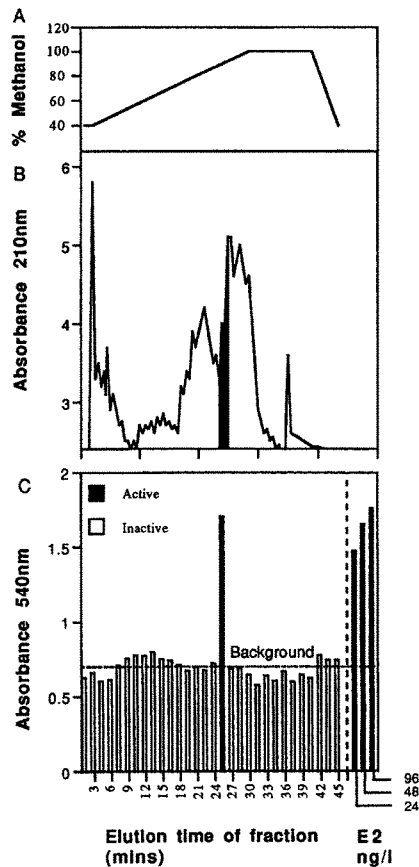 A
% Methanol
120
100
80
60
40
B
Absorbance 210nm
6
5
4
3
C
Absorbance 540nm
2
1.5
1
0.5
0
Active
Inactive
Background
3 6 9 12 15 18 21 24 27 30 33 36 39 42 45
96
48
24
Elution time of fraction
(mins)
E2
ng/l